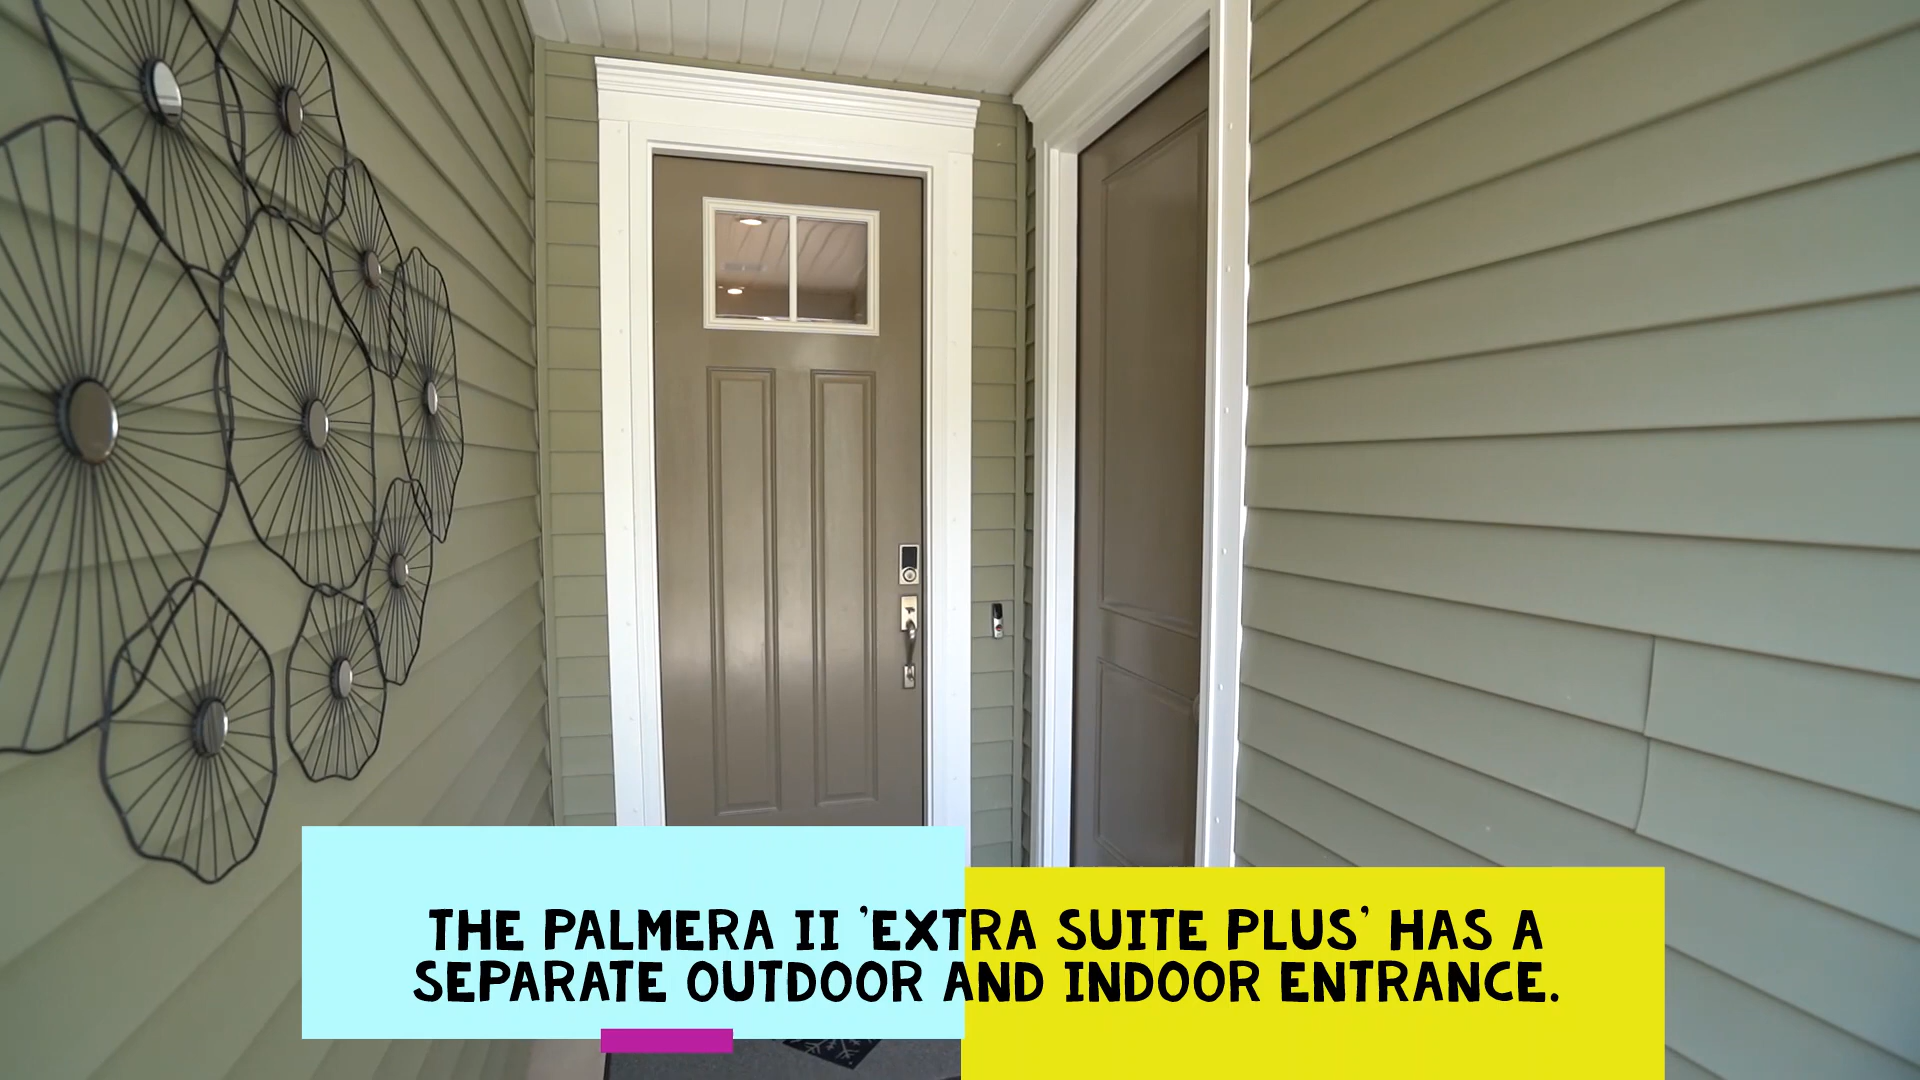 THE PALMERA II 'EXTRA SUITE PLUS' HAS A
SEPARATE OUTDOOR AND INDOOR ENTRANCE.